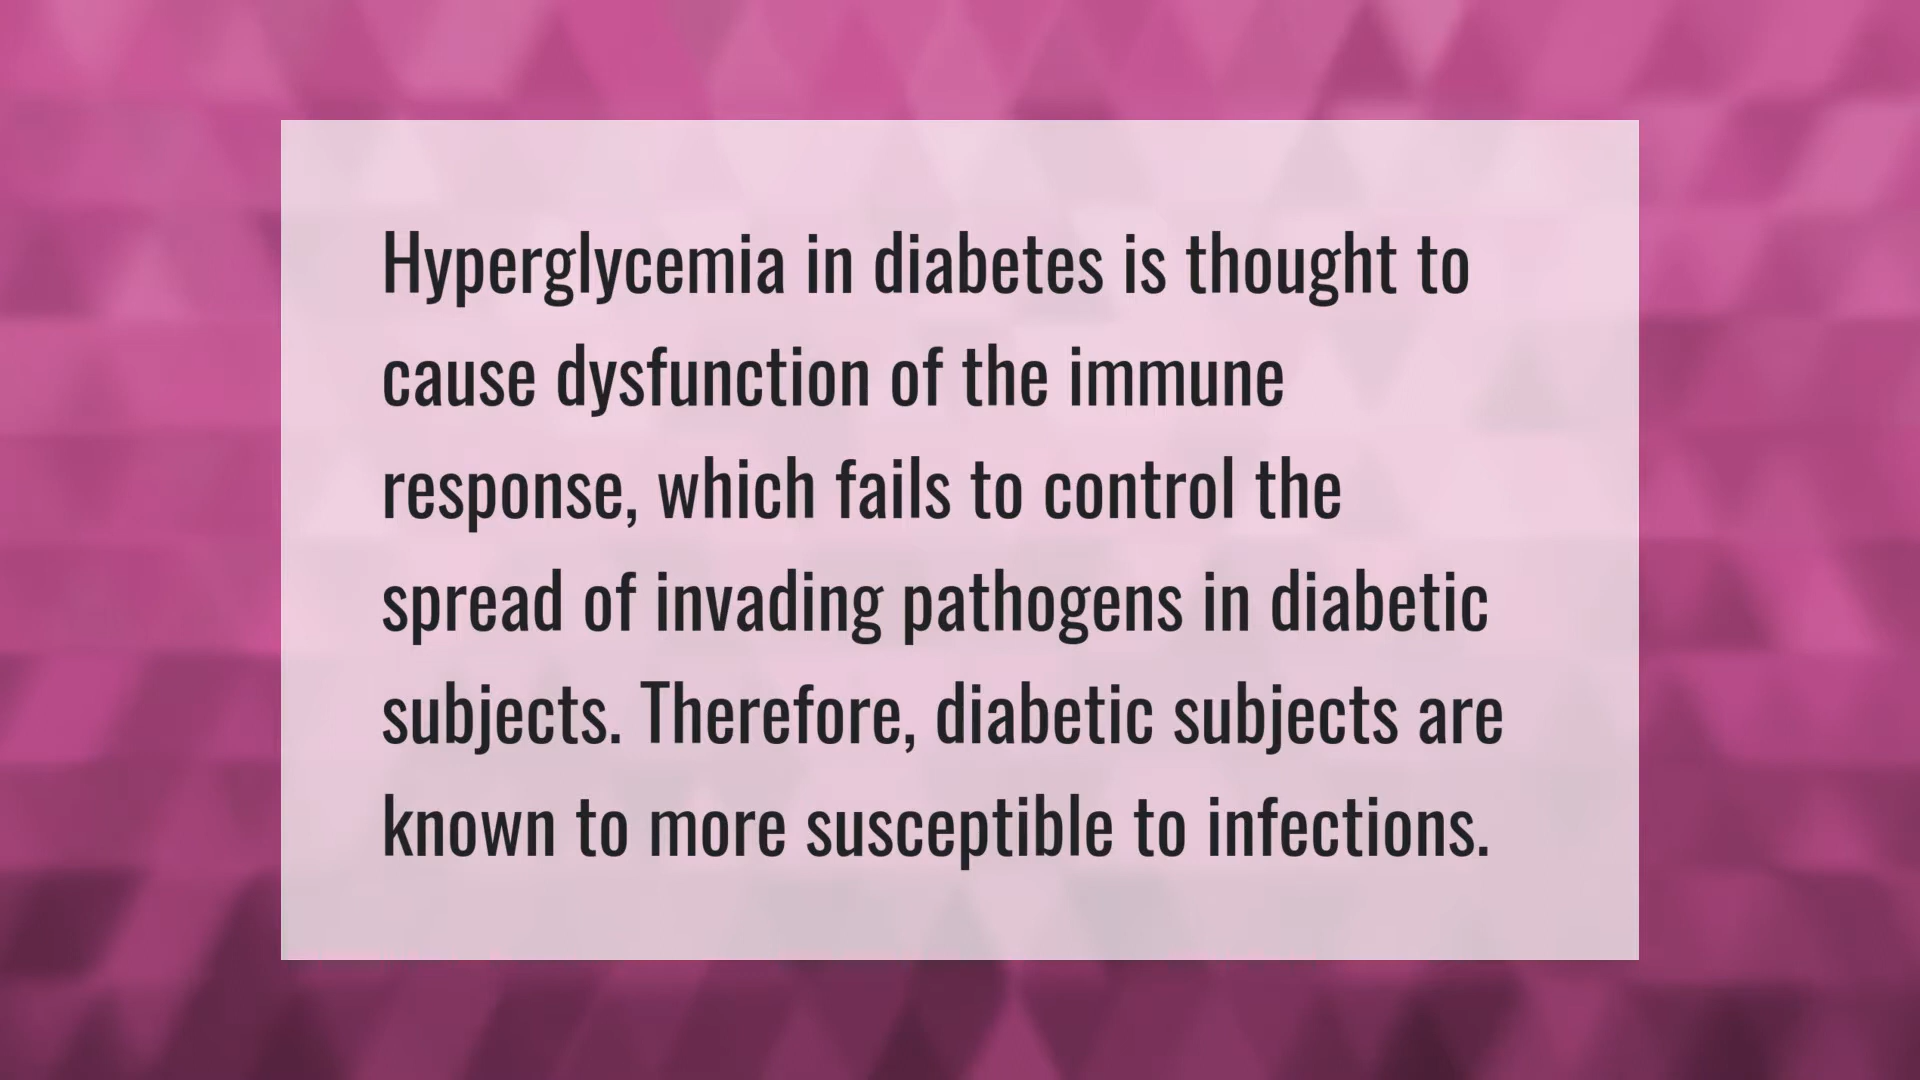 Hyperglycemia in diabetes is thought to
cause dysfunction of the immune
response, which fails to control the
spread of invading pathogens in diabetic
subjects. Therefore, diabetic subjects are
known to more susceptible to infections.